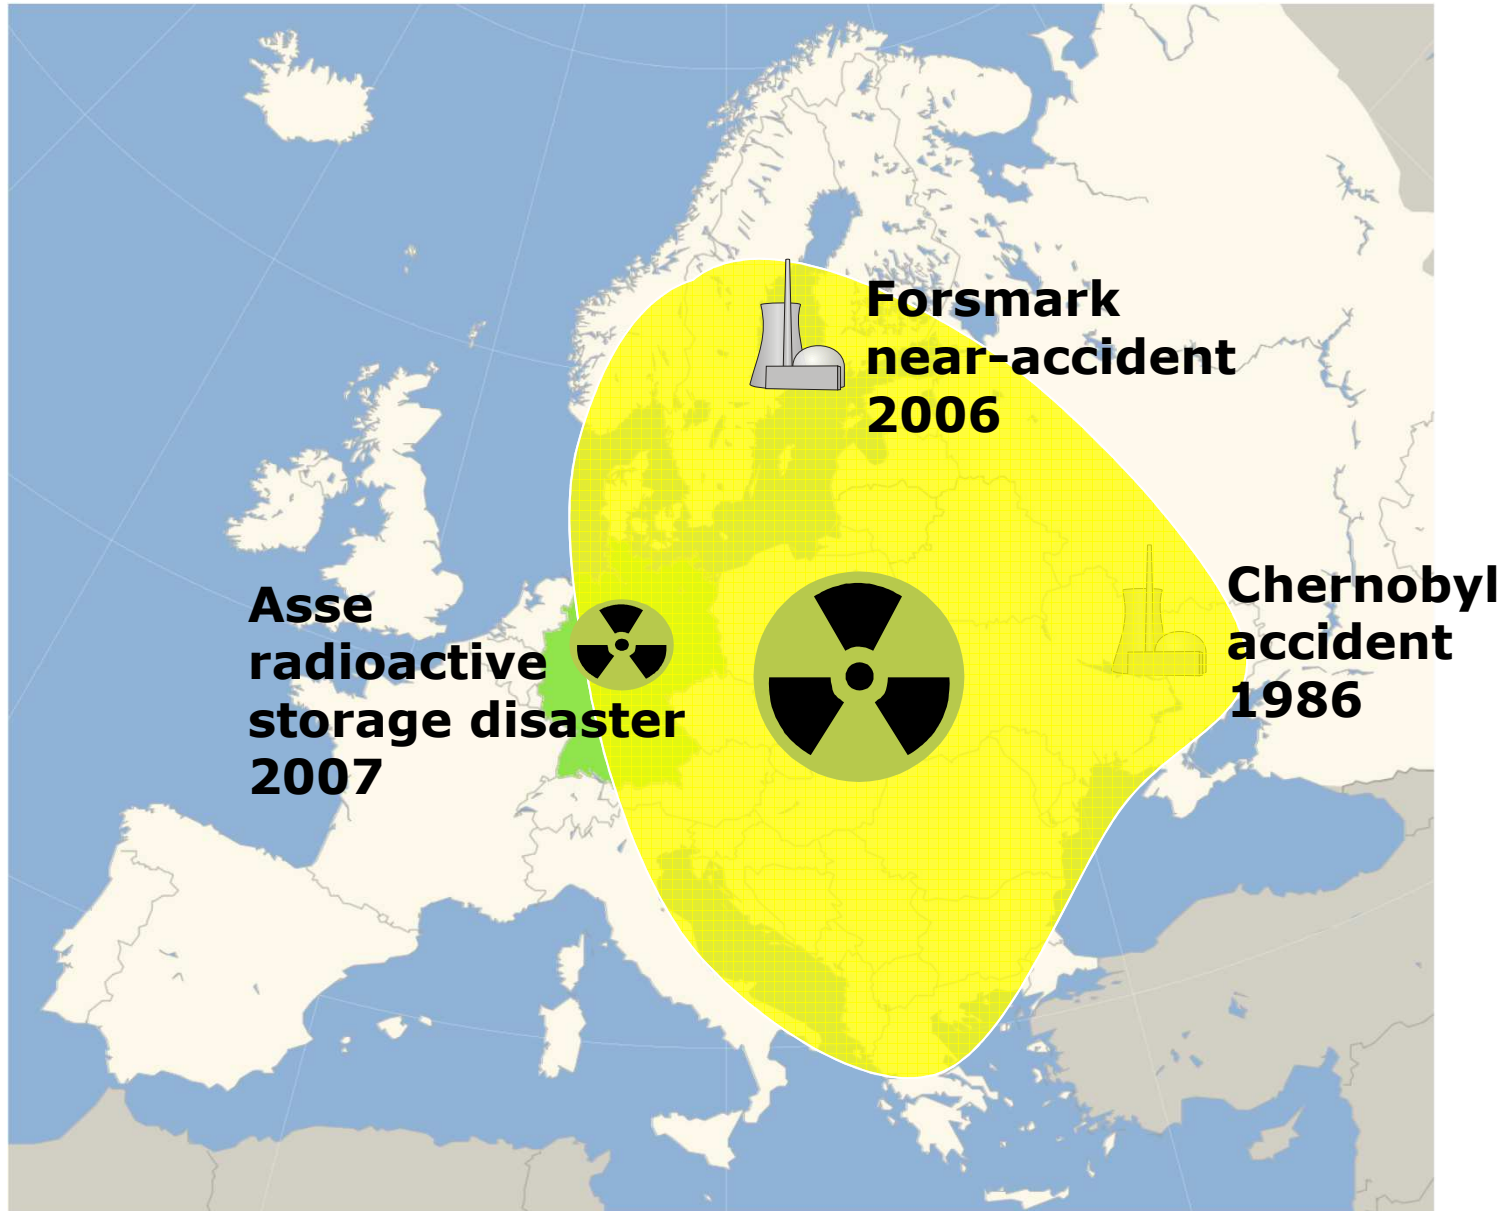 Forsmark
near-accident
2006
Chernobyl
accident
1986
Asse
radioactive
storage disaster
2007